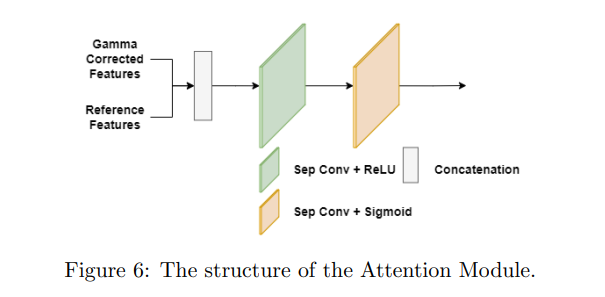 Gamma
Corrected
Features
Reference
Features
Sep Conv + ReLU
Concatenation
Sep Conv + Sigmoid
Figure 6: The structure of the Attention Module.